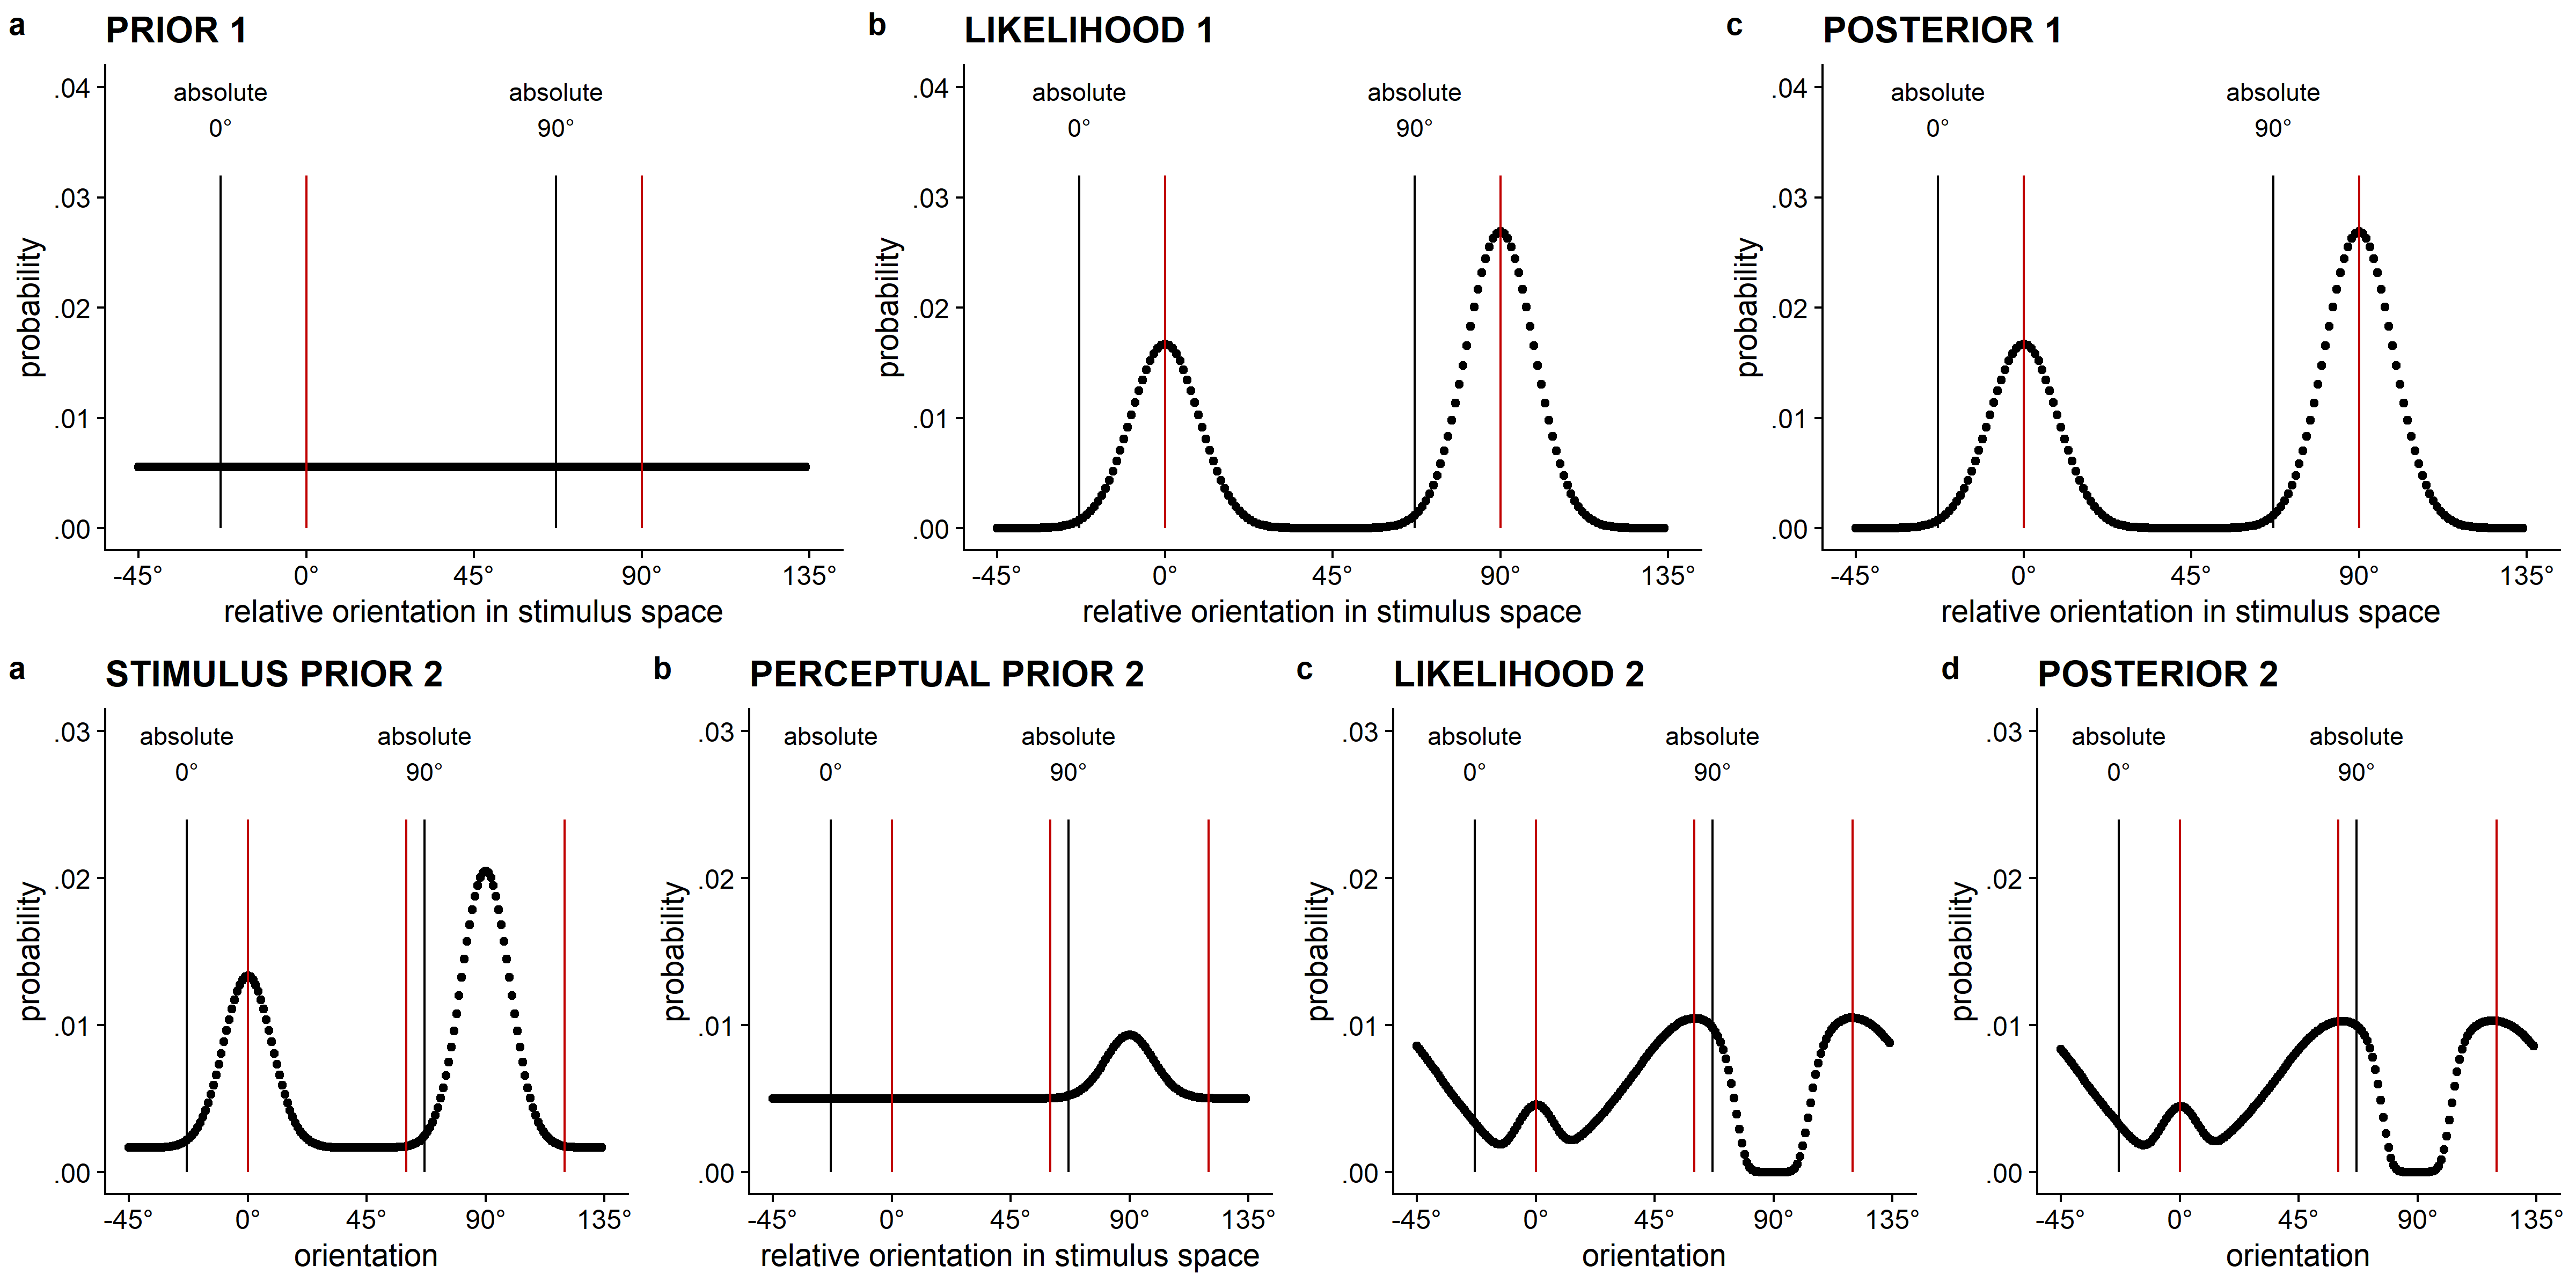 a PRIOR 1
absolute
0°
absolute
90°
.04
.03
.02
.01
.00
probability
-45° 0° 45° 90° 135°
relative orientation in stimulus space
b LIKELIHOOD 1
absolute
0°
absolute
90°
.04
.03
.02
.01
.00
probability
-45° 0° 45° 90° 135°
relative orientation in stimulus space
c POSTERIOR 1
absolute
0°
absolute
90°
.04
.03
.02
.01
.00
probability
-45° 0° 45° 90° 135°
relative orientation in stimulus space
a STIMULUS PRIOR 2
absolute
0°
absolute
90°
.03
.02
.01
.00
probability
-45° 0° 45° 90° 135°
orientation
b PERCEPTUAL PRIOR 2
absolute
0°
absolute
90°
.03
.02
.01
.00
probability
-45° 0° 45° 90° 135°
relative orientation in stimulus space
c LIKELIHOOD 2
absolute
0°
absolute
90°
.03
.02
.01
.00
probability
-45° 0° 45° 90° 135°
orientation
d POSTERIOR 2
absolute
0°
absolute
90°
.03
.02
.01
.00
probability
-45° 0° 45° 90° 135°
orientation